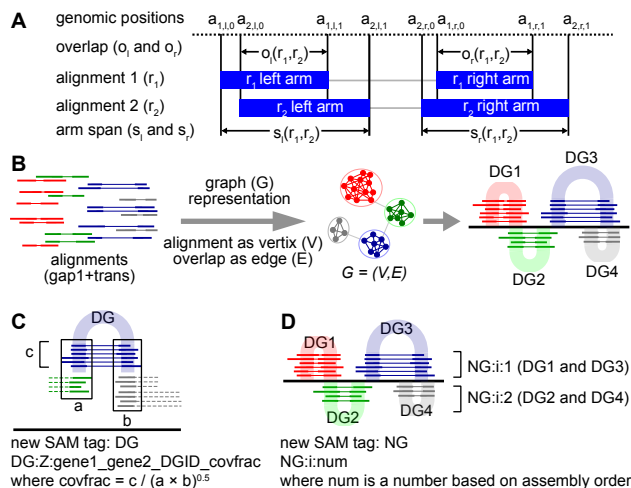 A
genomic positions a1,l,0 a2,l,0 a1,l,1 a2,l,1 a2,r,0 a1,r,0 a1,r,1 a2,r,1
overlap (ol and or) ol(r1,r2) or(r1,r2)
alignment 1 (r1) r1 left arm r1 right arm
alignment 2 (r2) r2 left arm r2 right arm
arm span (sl and sr) sl(r1,r2) sr(r1,r2)
B
alignments
(gap1+trans)
graph (G)
representation
alignment as vertix (V)
overlap as edge (E)
G = (V,E)
DG1 DG3
DG2 DG4
C
DG
c
a
b
new SAM tag: DG
DG:Z:gene1_gene2_DGID_covfrac
where covfrac = c / (a × b)0.5
D
DG1 DG3
DG2 DG4
NG:i:1 (DG1 and DG3)
NG:i:2 (DG2 and DG4)
new SAM tag: NG
NG:i:num
where num is a number based on assembly order